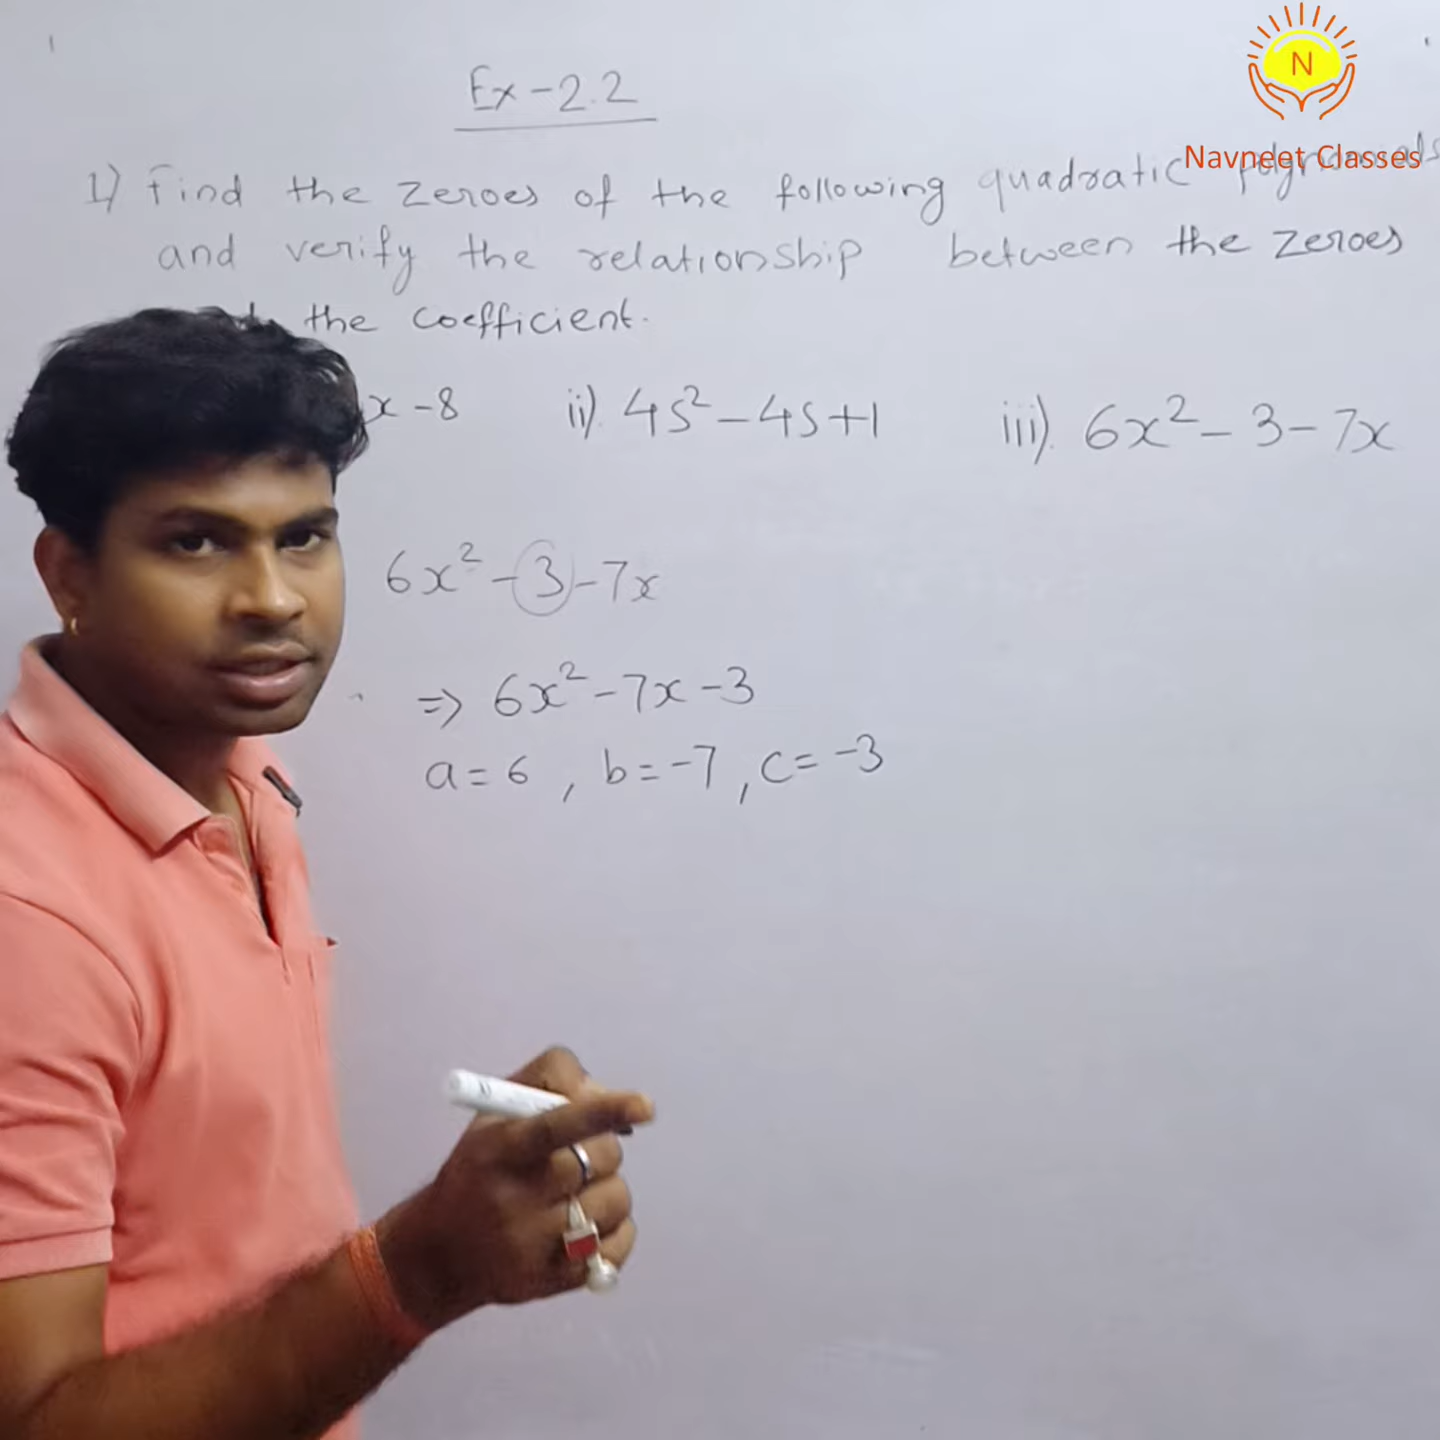 N
Navneet Classes
Ex-2.2
1) Find the zeroes of the following quadratic
and verify the relationship between the zeroes
the coefficient.
x-8 ii). 4s²-4s+1 iii). 6x²-3-7x
6x²-3-7x
⇒ 6x²-7x-3
a=6, b=-7, c=-3